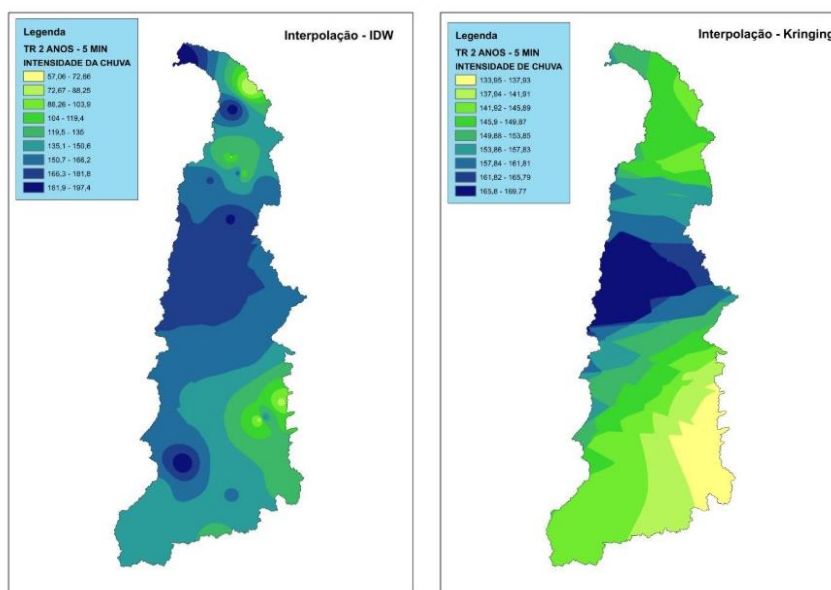 Legenda
TR 2 ANOS - 5 MIN
INTENSIDADE DA CHUVA
57,06 - 72,66
72,67 - 88,25
88,26 - 103,9
104 - 119,4
119,5 - 135
135,1 - 150,6
150,7 - 166,2
166,3 - 181,8
181,9 - 197,4
Interpolação - IDW
Legenda
TR 2 ANOS - 5 MIN
INTENSIDADE DE CHUVA
133,95 - 137,93
137,94 - 141,91
141,92 - 145,89
145,9 - 149,87
149,88 - 153,85
153,86 - 157,83
157,84 - 161,81
161,82 - 165,79
165,8 - 169,77
Interpolação - Kringing